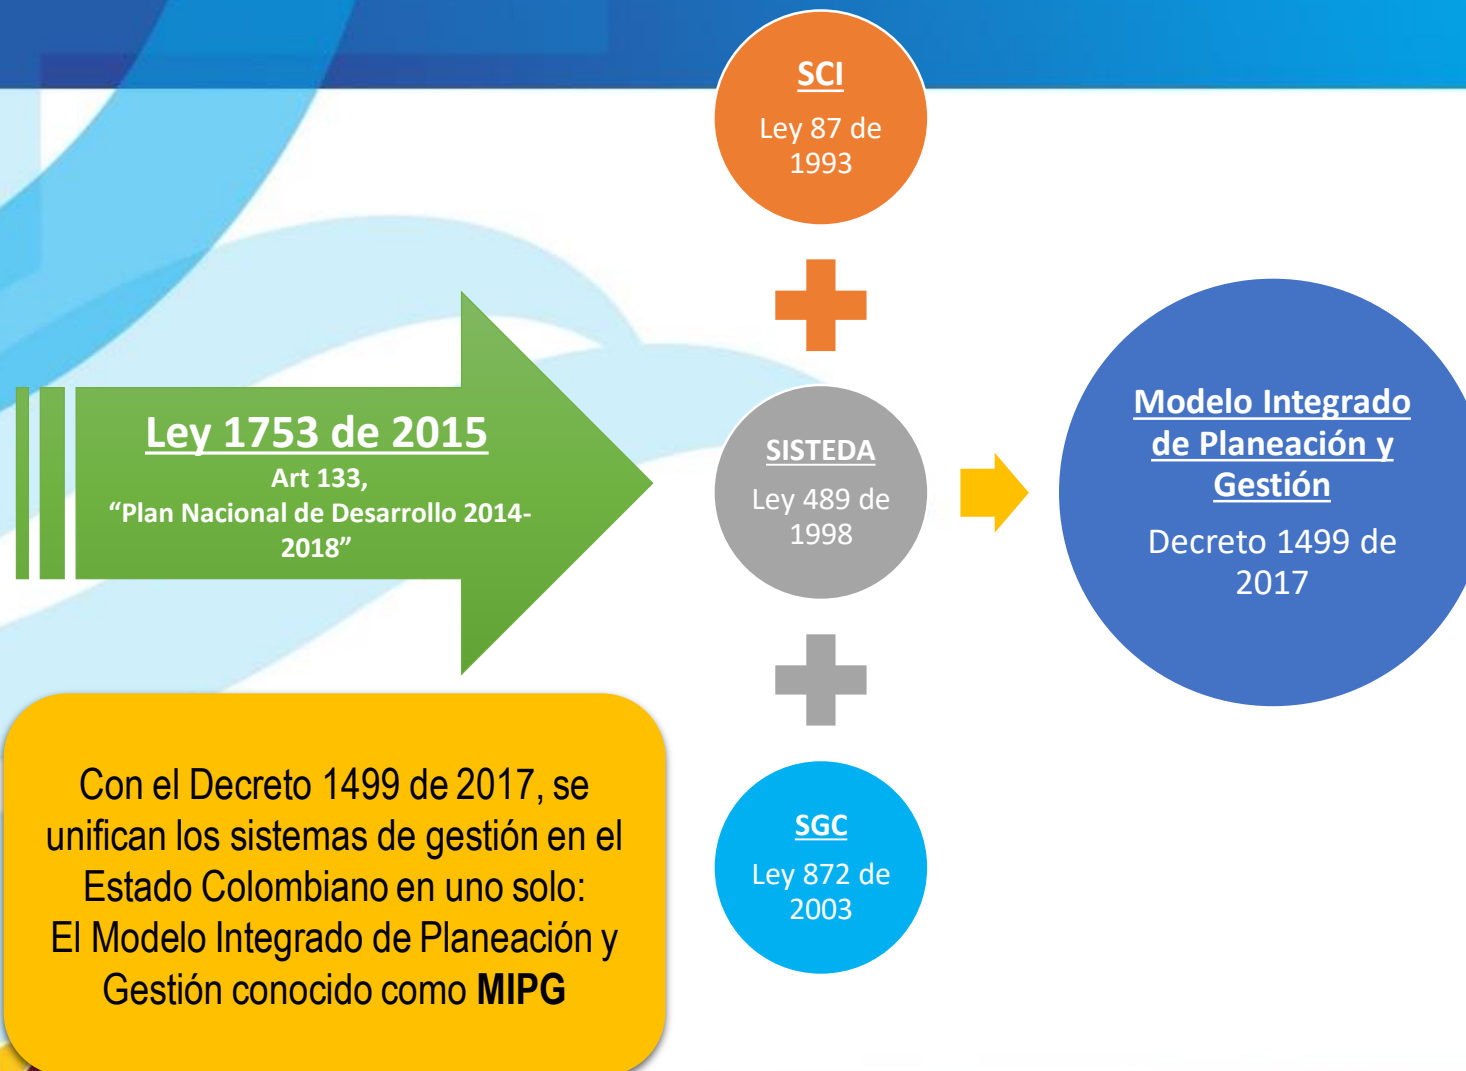 SCI
Ley 87 de
1993
Ley 1753 de 2015
Art 133,
“Plan Nacional de Desarrollo 2014-
2018”
SISTEDA
Ley 489 de
1998
Modelo Integrado
de Planeación y
Gestión
Decreto 1499 de
2017
Con el Decreto 1499 de 2017, se
unifican los sistemas de gestión en el
Estado Colombiano en uno solo:
El Modelo Integrado de Planeación y
Gestión conocido como MIPG
SGC
Ley 872 de
2003